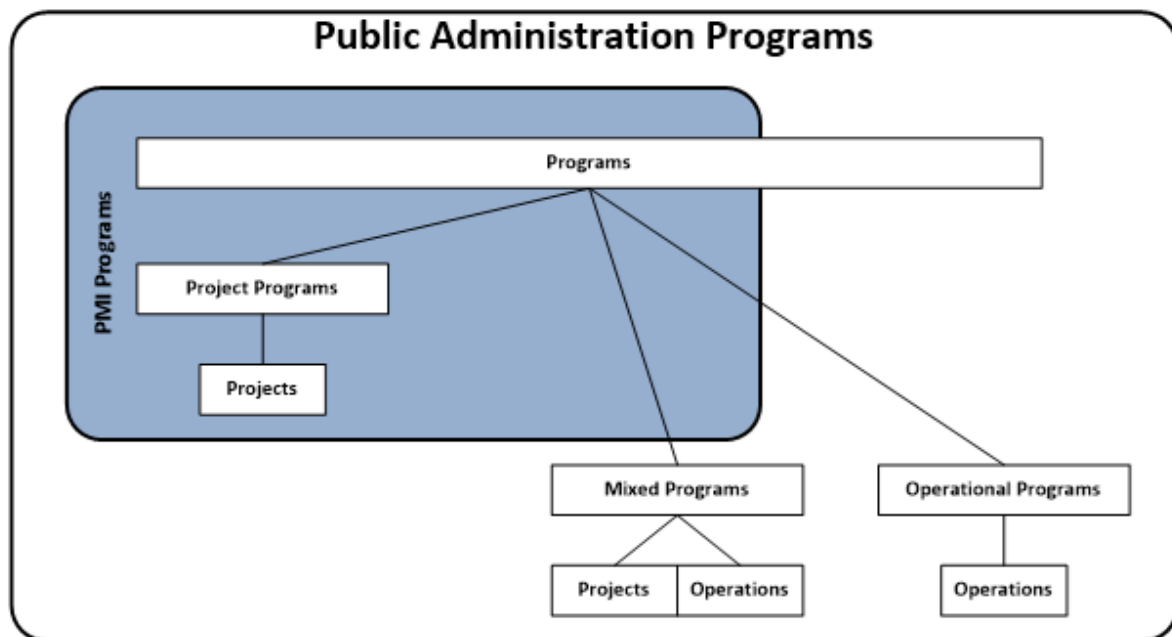 Public Administration Programs
Programs
PMI Programs
Project Programs
Projects
Mixed Programs
Operational Programs
Projects
Operations
Operations